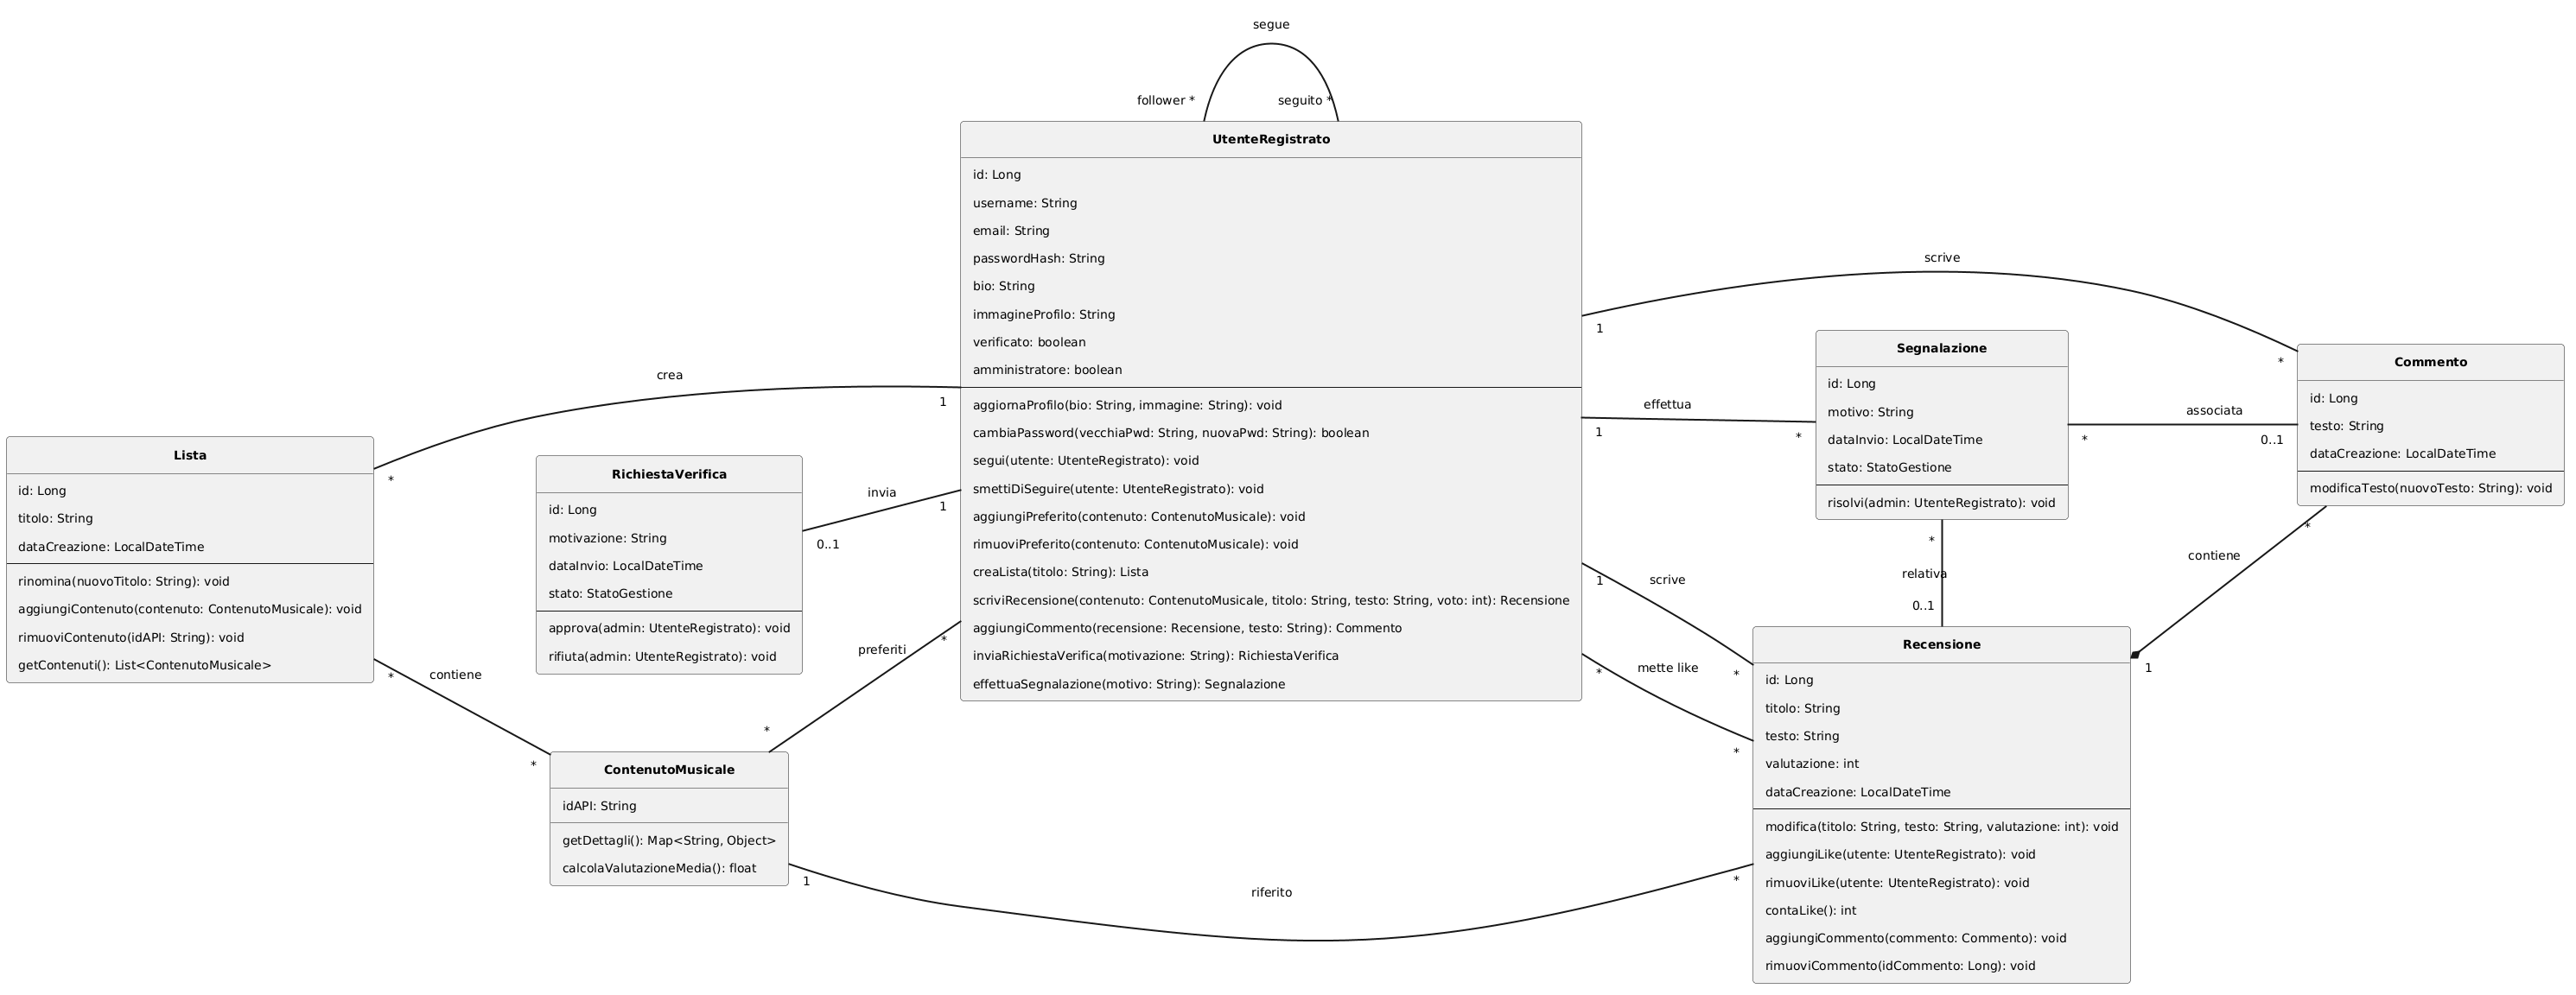 segue
follower *
seguito *
UtenteRegistrato
id: Long
username: String
email: String
passwordHash: String
bio: String
immagineProfilo: String
verificato: boolean
amministratore: boolean
aggiornaProfilo(bio: String, immagine: String): void
cambiaPassword(vecchiaPwd: String, nuovaPwd: String): boolean
segui(utente: UtenteRegistrato): void
smettiDiSeguire(utente: UtenteRegistrato): void
aggiungiPreferito(contenuto: ContenutoMusicale): void
rimuoviPreferito(contenuto: ContenutoMusicale): void
creaLista(titolo: String): Lista
scriviRecensione(contenuto: ContenutoMusicale, titolo: String, testo: String, voto: int): Recensione
aggiungiCommento(recensione: Recensione, testo: String): Commento
inviaRichiestaVerifica(motivazione: String): RichiestaVerifica
effettuaSegnalazione(motivo: String): Segnalazione
crea
1
*
Lista
id: Long
titolo: String
dataCreazione: LocalDateTime
rinomina(nuovoTitolo: String): void
aggiungiContenuto(contenuto: ContenutoMusicale): void
rimuoviContenuto(idAPI: String): void
getContenuti(): List<ContenutoMusicale>
contiene
*
*
RichiestaVerifica
id: Long
motivazione: String
dataInvio: LocalDateTime
stato: StatoGestione
approva(admin: UtenteRegistrato): void
rifiuta(admin: UtenteRegistrato): void
invia
1
0..1
preferiti
*
*
ContenutoMusicale
idAPI: String
getDettagli(): Map<String, Object>
calcolaValutazioneMedia(): float
1
riferito
*
scrive
1
*
effettua
1
*
Segnalazione
id: Long
motivo: String
dataInvio: LocalDateTime
stato: StatoGestione
risolvi(admin: UtenteRegistrato): void
associata
*
0..1
Commento
id: Long
testo: String
dataCreazione: LocalDateTime
modificaTesto(nuovoTesto: String): void
*
contiene
1
*
relativa
0..1
scrive
1
*
mette like
*
*
Recensione
id: Long
titolo: String
testo: String
valutazione: int
dataCreazione: LocalDateTime
modifica(titolo: String, testo: String, valutazione: int): void
aggiungiLike(utente: UtenteRegistrato): void
rimuoviLike(utente: UtenteRegistrato): void
contaLike(): int
aggiungiCommento(commento: Commento): void
rimuoviCommento(idCommento: Long): void